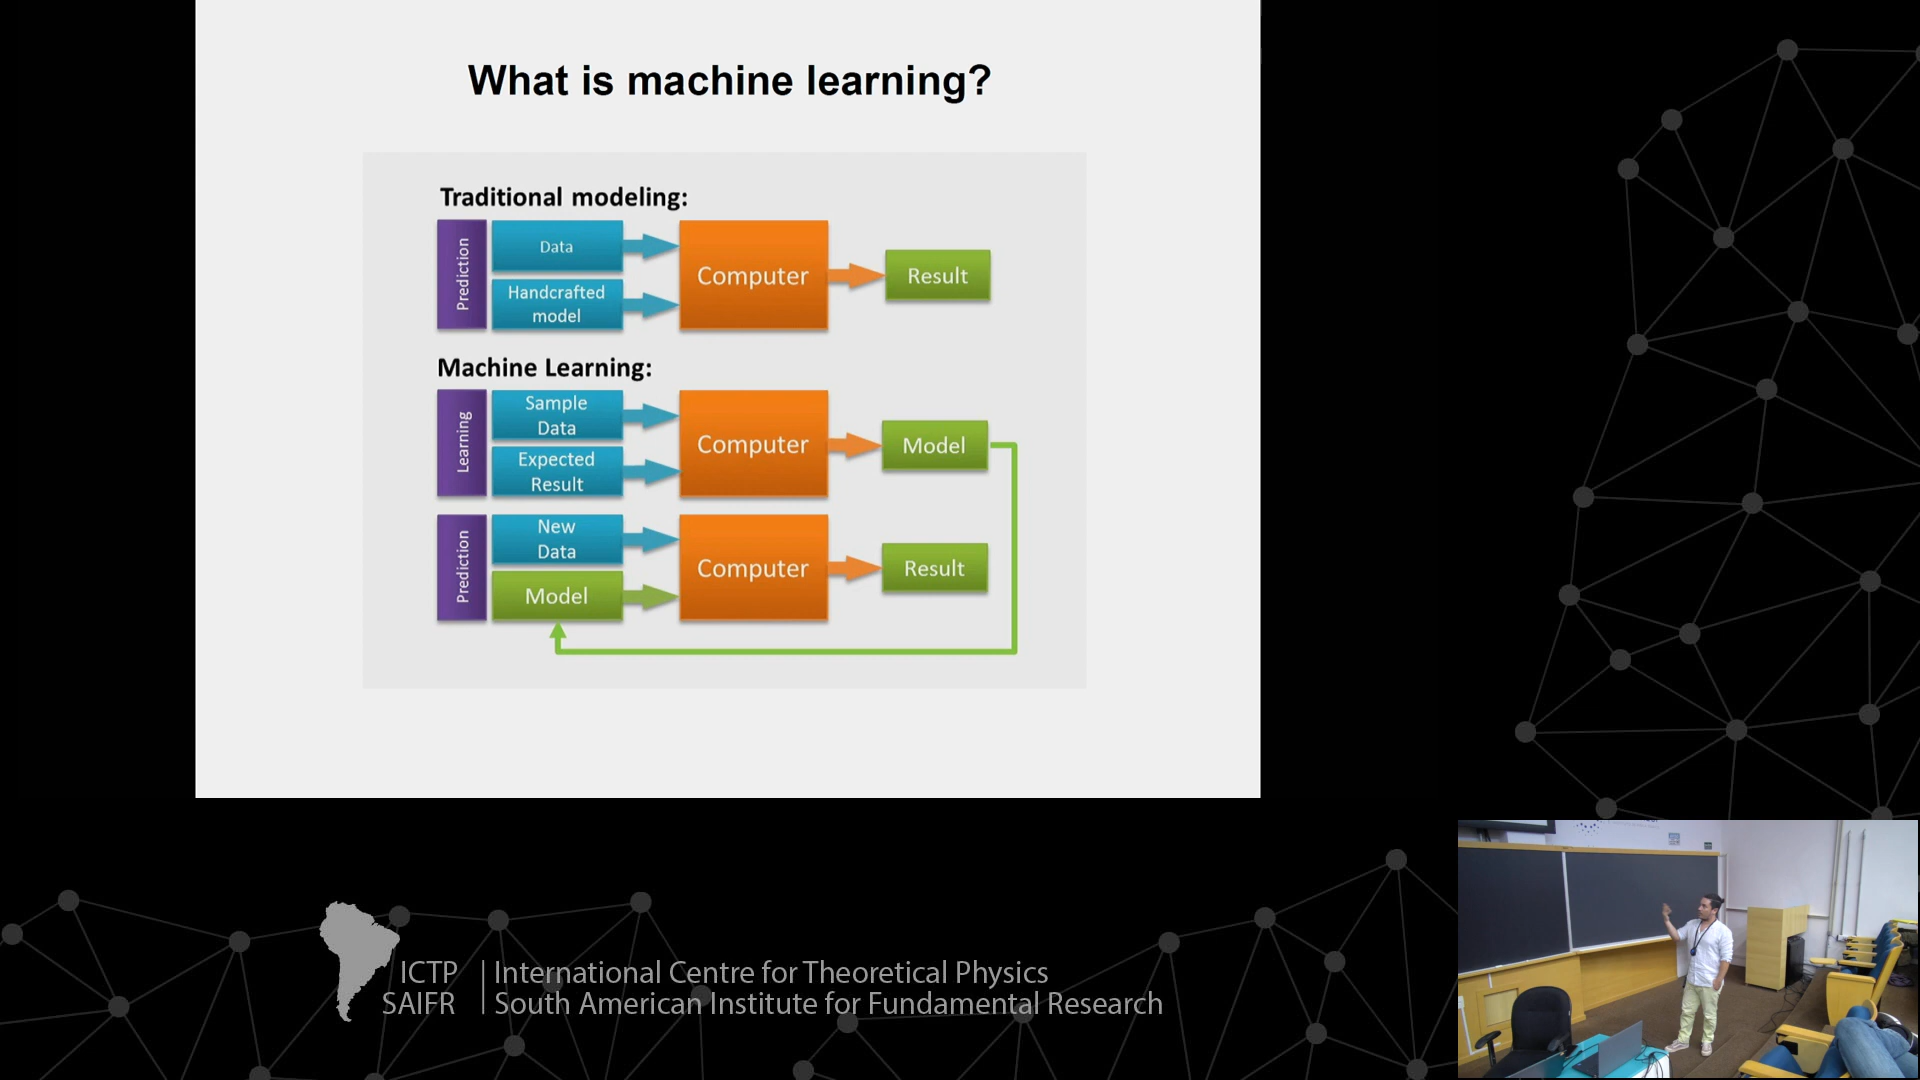 What is machine learning?
Traditional modeling:
Prediction
Data
Handcrafted
model
Computer
Result
Machine Learning:
Learning
Sample
Data
Expected
Result
Computer
Model
Prediction
New
Data
Model
Computer
Result
ICTP
SAIFR
International Centre for Theoretical Physics
South American Institute for Fundamental Research